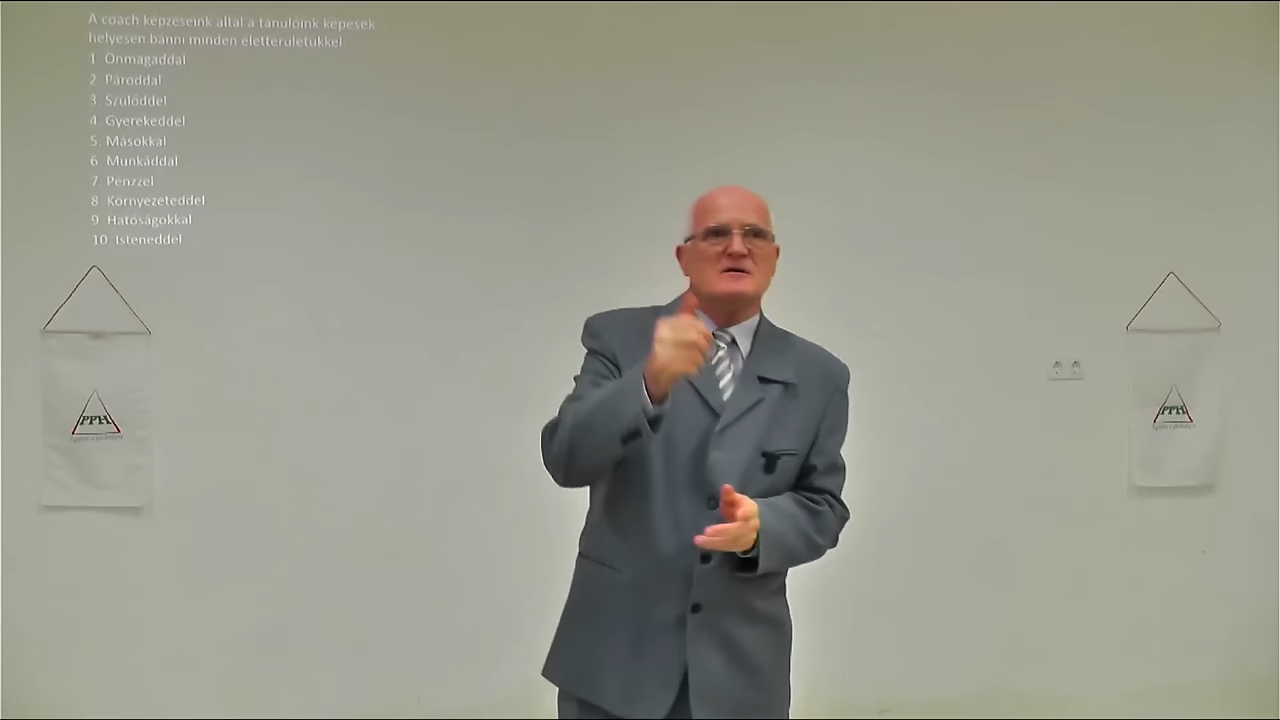 A coach képzéseink által a tanulóink képesek
helyesen bánni minden életterületükkel:
1 Önmagaddal
2 Pároddal
3. Szülőddel
4 Gyerekeddel
5. Másokkal
6 Munkáddal
7. Pénzzel
8 Környezeteddel
9 Hatóságokkal
10. Isteneddel
PPH
PPH